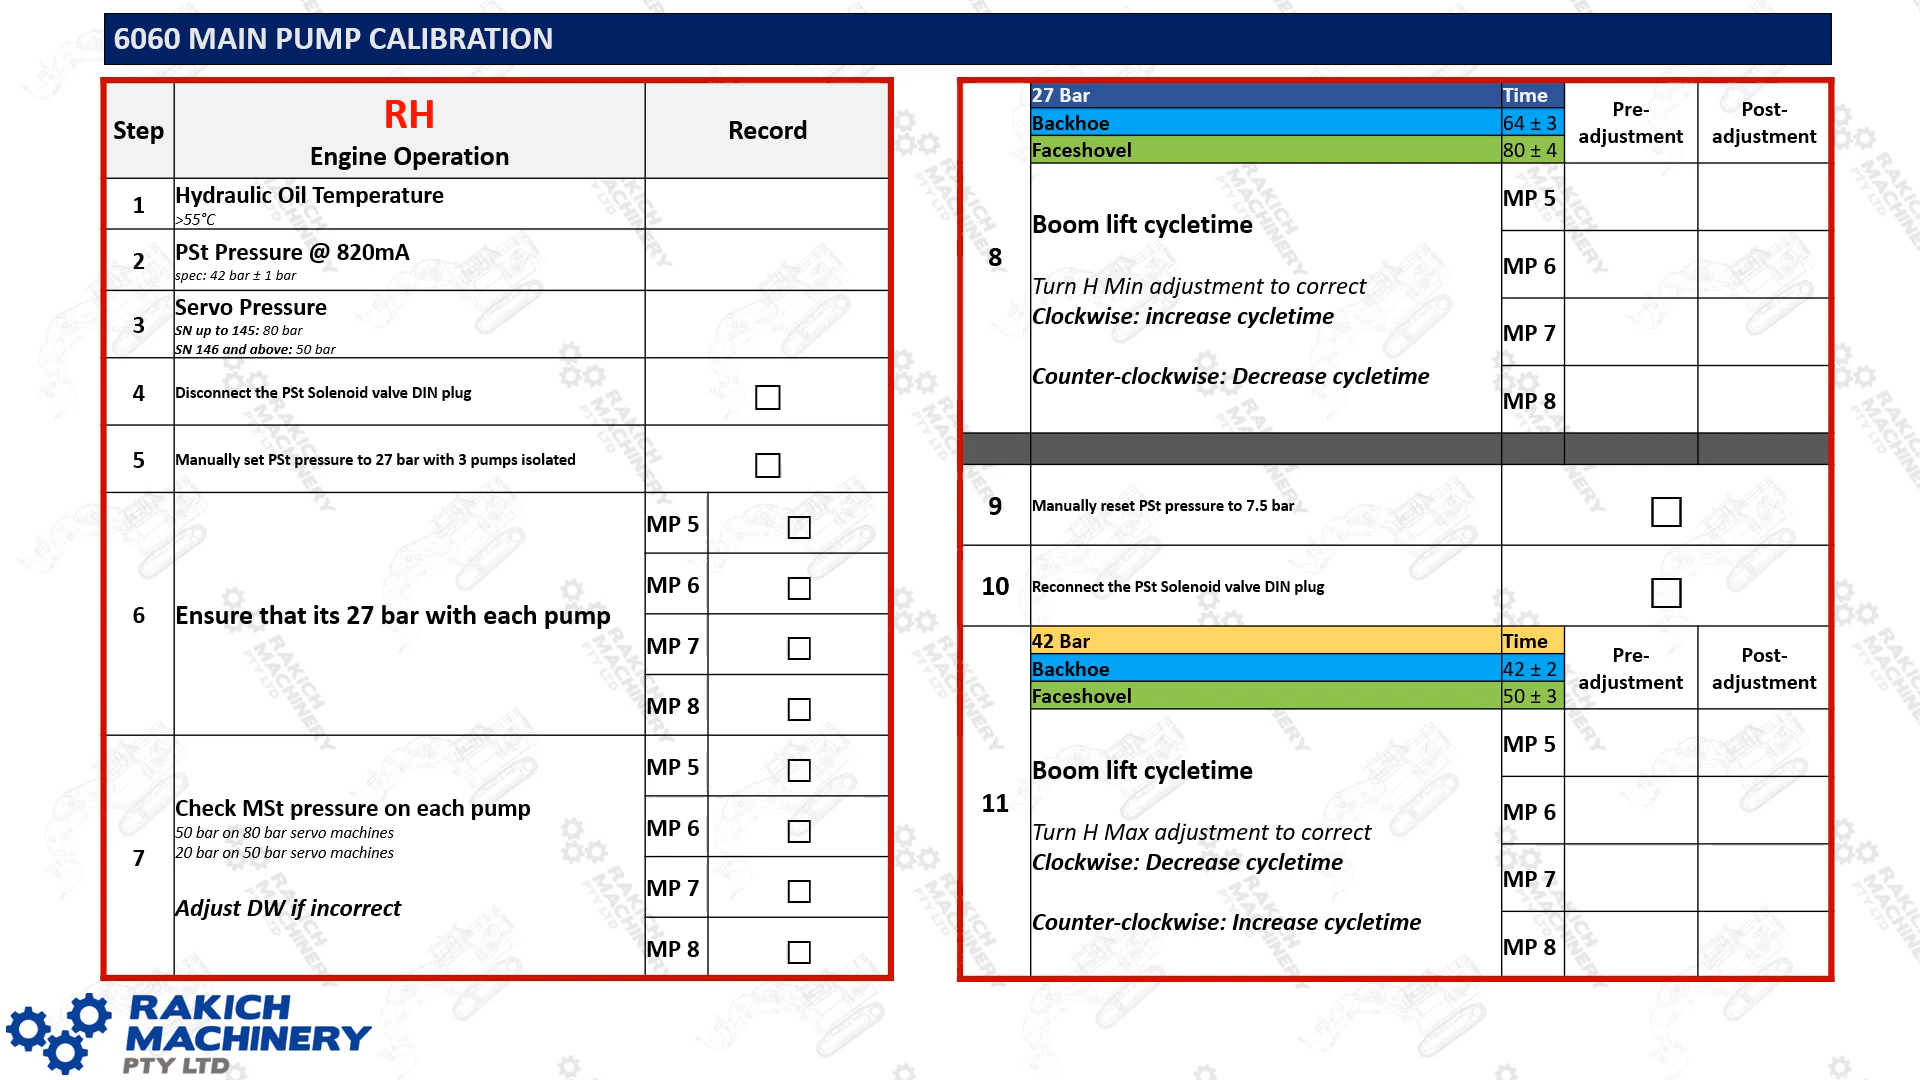 6060 MAIN PUMP CALIBRATION
Step
RH
Engine Operation
Record
1
Hydraulic Oil Temperature
>55°C
2
PSt Pressure @ 820mA
spec: 42 bar ± 1 bar
3
Servo Pressure
SN up to 145: 80 bar
SN 146 and above: 50 bar
4
Disconnect the PSt Solenoid valve DIN plug
5
Manually set PSt pressure to 27 bar with 3 pumps isolated
6
Ensure that its 27 bar with each pump
MP 5
MP 6
MP 7
MP 8
7
Check MSt pressure on each pump
50 bar on 80 bar servo machines
20 bar on 50 bar servo machines
Adjust DW if incorrect
MP 5
MP 6
MP 7
MP 8
8
27 Bar
Time
Backhoe
64 ± 3
Faceshovel
80 ± 4
Pre-
adjustment
Post-
adjustment
Boom lift cycletime
Turn H Min adjustment to correct
Clockwise: increase cycletime
Counter-clockwise: Decrease cycletime
MP 5
MP 6
MP 7
MP 8
9
Manually reset PSt pressure to 7.5 bar
10
Reconnect the PSt Solenoid valve DIN plug
11
42 Bar
Time
Backhoe
42 ± 2
Faceshovel
50 ± 3
Pre-
adjustment
Post-
adjustment
Boom lift cycletime
Turn H Max adjustment to correct
Clockwise: Decrease cycletime
Counter-clockwise: Increase cycletime
MP 5
MP 6
MP 7
MP 8
RAKICH
MACHINERY
PTY LTD